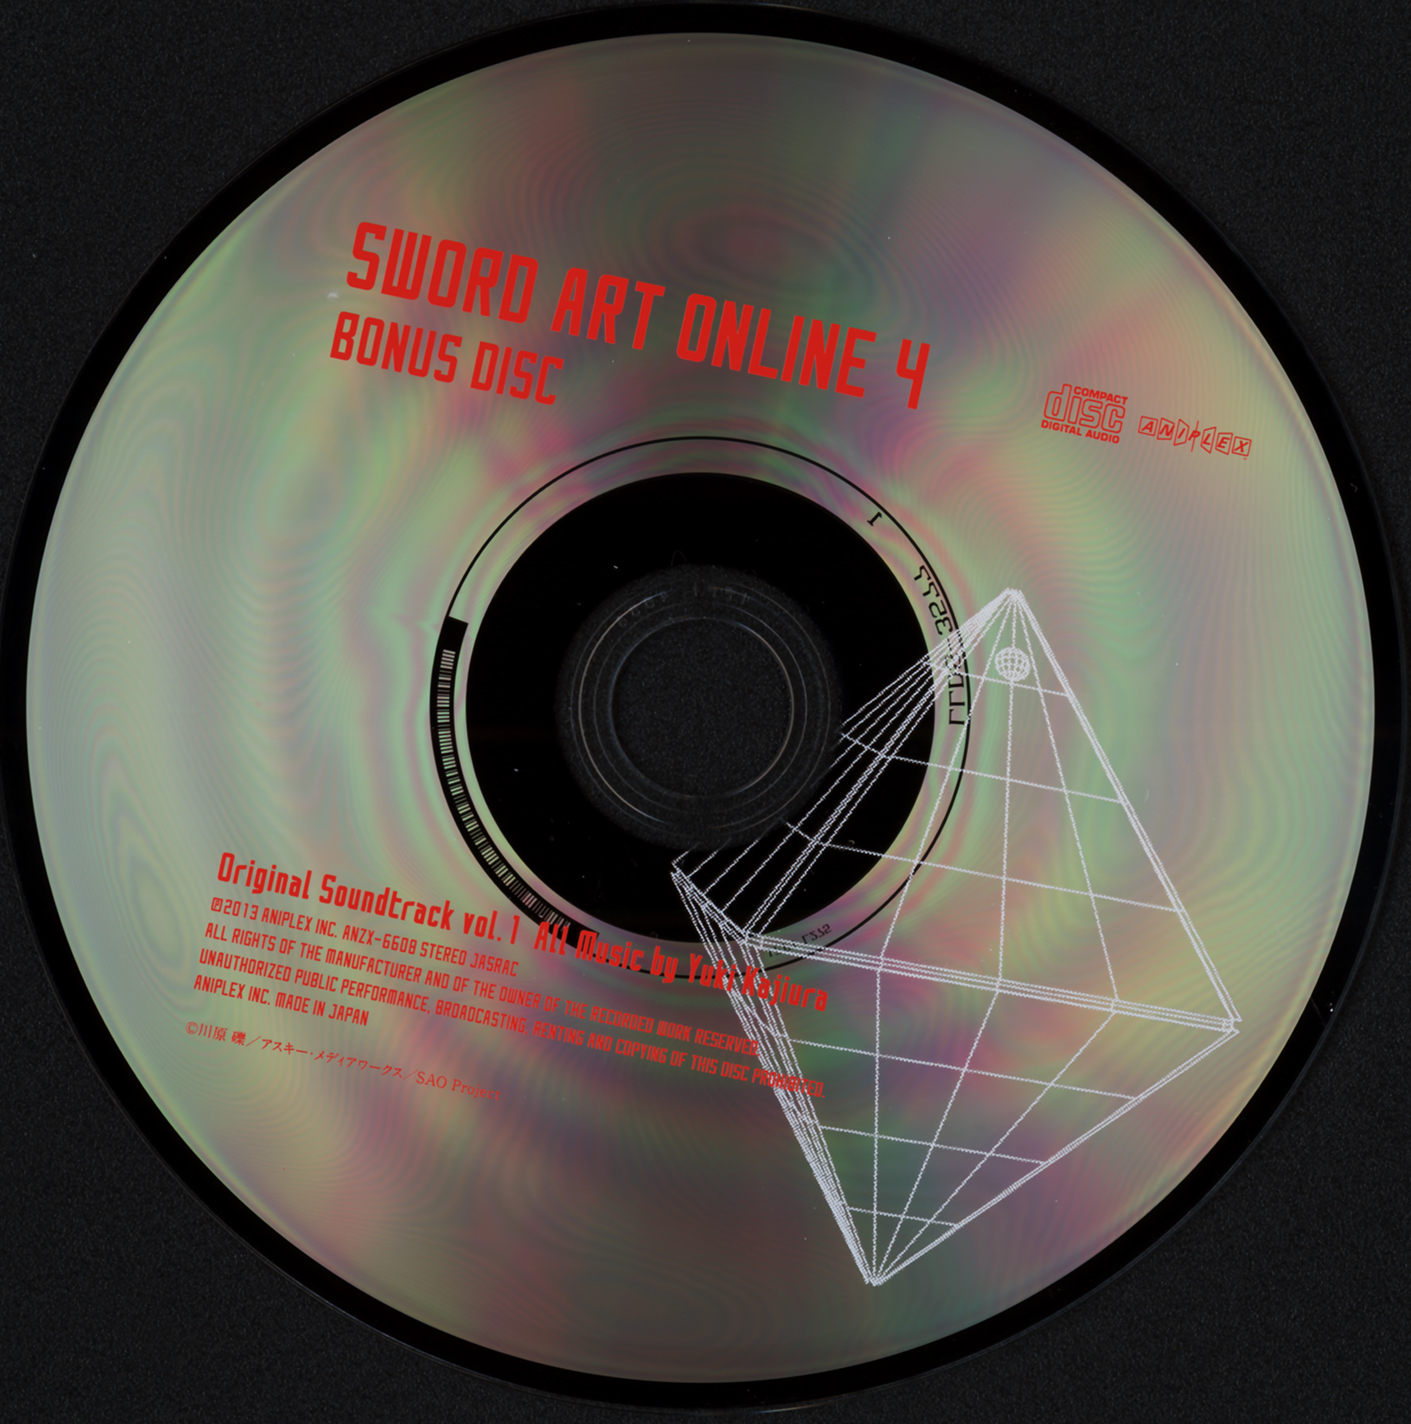 SWORD ART ONLINE 4
BONUS DISC
COMPACT
disc
DIGITAL AUDIO
ANIPLEX
1
Original Soundtrack vol.1 All Music by Yuki Kajiura
℗2013 ANIPLEX INC. ANZX-6608 STEREO JASRAC
ALL RIGHTS OF THE MANUFACTURER AND OF THE OWNER OF THE RECORDED WORK RESERVED.
UNAUTHORIZED PUBLIC PERFORMANCE, BROADCASTING, RENTING AND COPYING OF THIS DISC PROHIBITED.
ANIPLEX INC. MADE IN JAPAN
©川原 礫／アスキー・メディアワークス／SAO Project